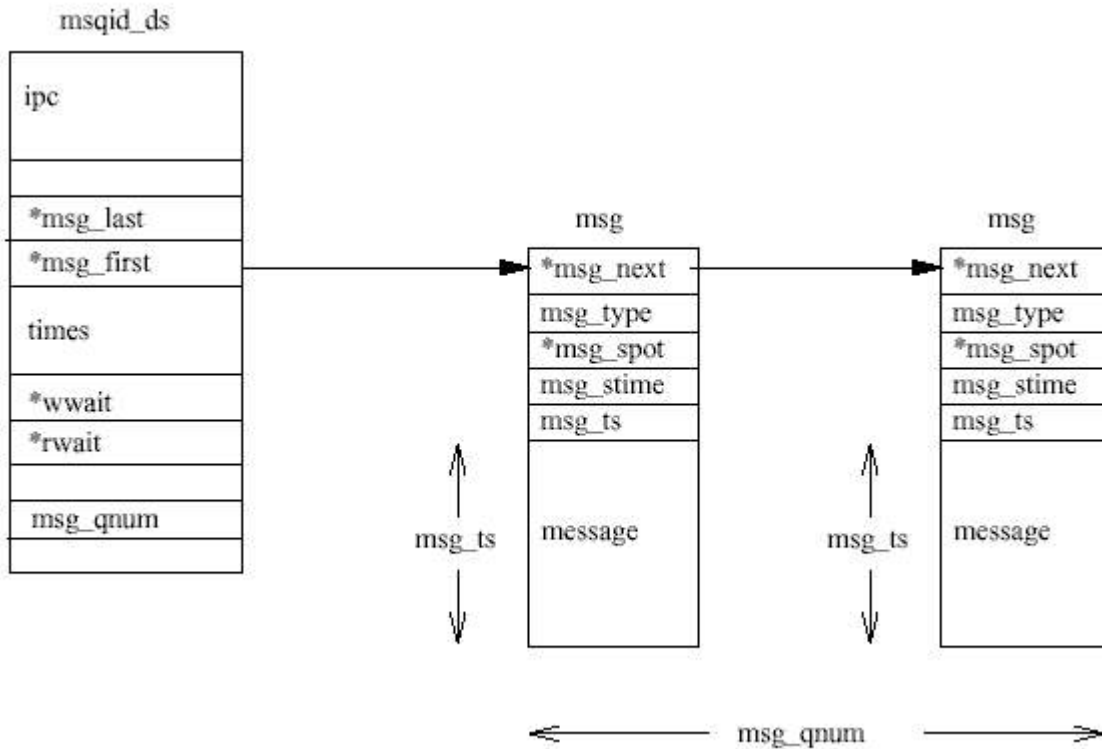 msqid_ds
ipc
*msg_last
*msg_first
times
*wwait
*rwait
msg_qnum
msg
*msg_next
msg_type
*msg_spot
msg_stime
msg_ts
message
msg_ts
msg
*msg_next
msg_type
*msg_spot
msg_stime
msg_ts
message
msg_ts
msg_qnum